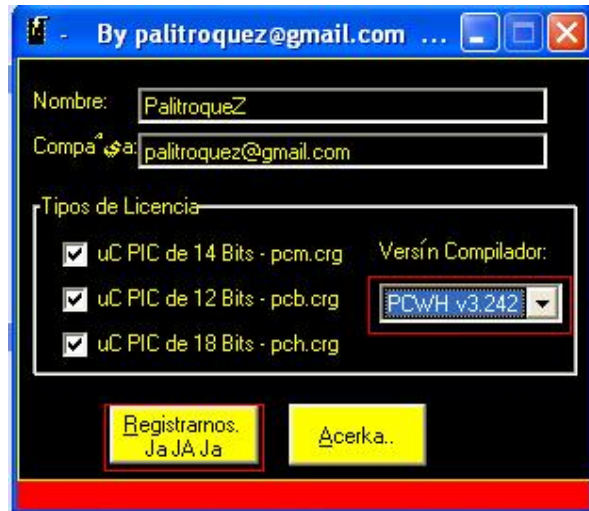 - By palitroquez@gmail.com ...
Nombre: PalitroqueZ
palitroquez@gmail.com
Tipos de Licencia
uC PIC de 14 Bits - pcm.crg
Versín Compilador:
uC PIC de 12 Bits - pcb.crg
PCWH v3.242
uC PIC de 18 Bits - pch.crg
Registrarnos.
Ja JA Ja
Acerka..